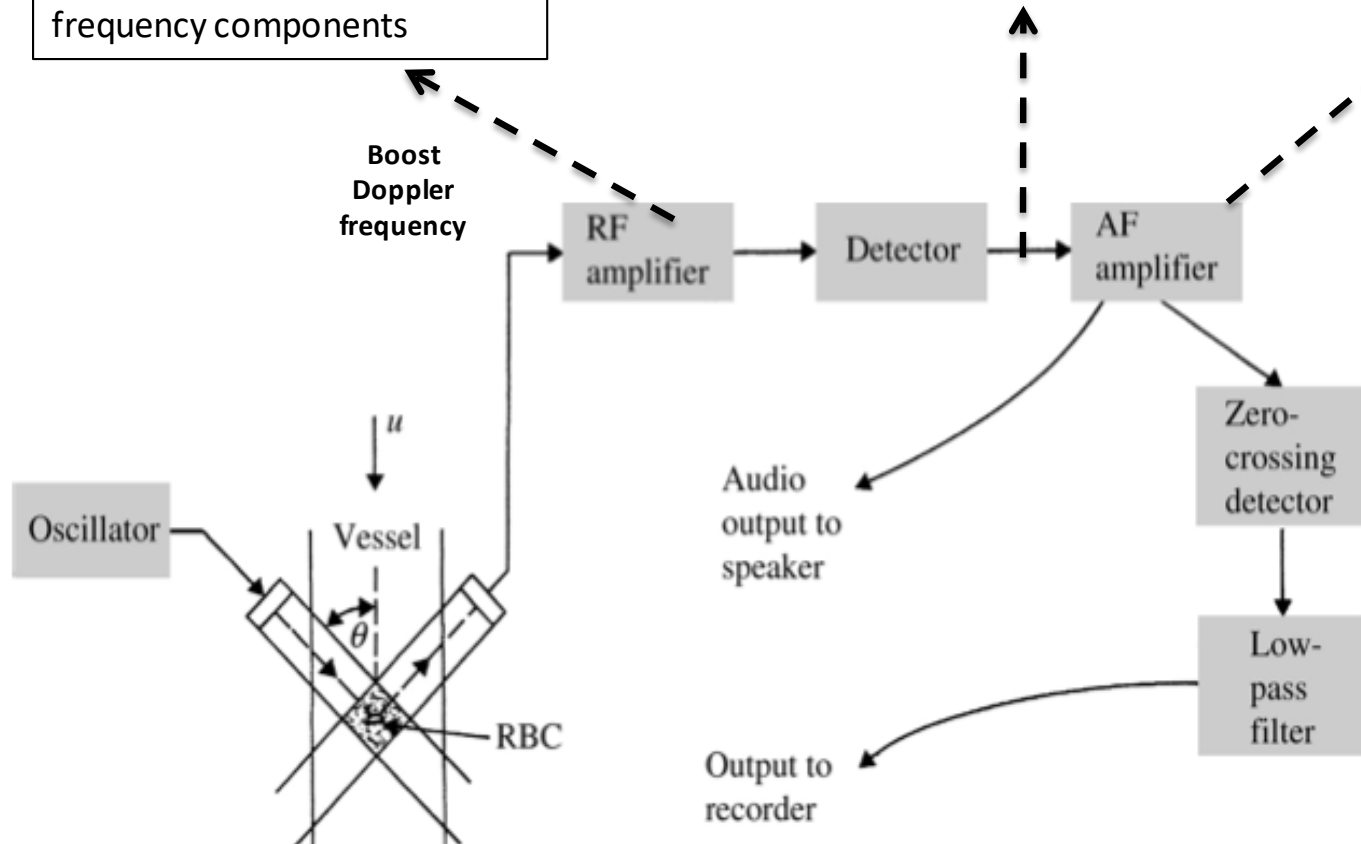 frequency components
Boost
Doppler
frequency
RF
amplifier
Detector
AF
amplifier
u
Zero-
crossing
detector
Audio
output to
speaker
Oscillator
Vessel
θ
RBC
Low-
pass
filter
Output to
recorder